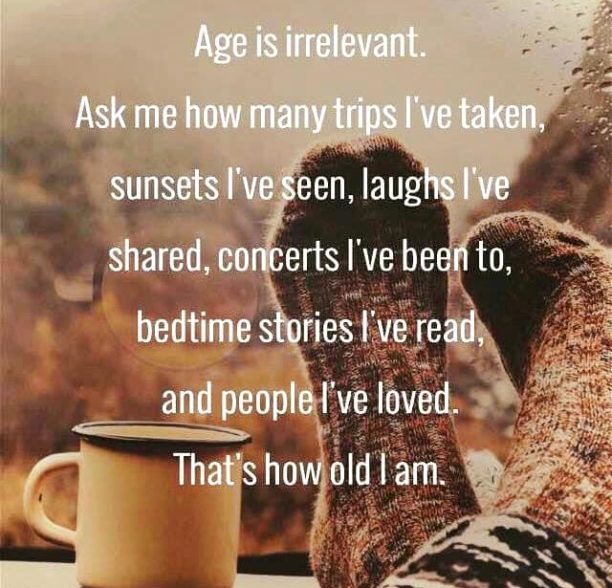 Age is irrelevant.
Ask me how many trips I've taken,
sunsets I've seen, laughs I've
shared, concerts I've been to,
bedtime stories I've read,
and people I've loved.
That's how old I am.